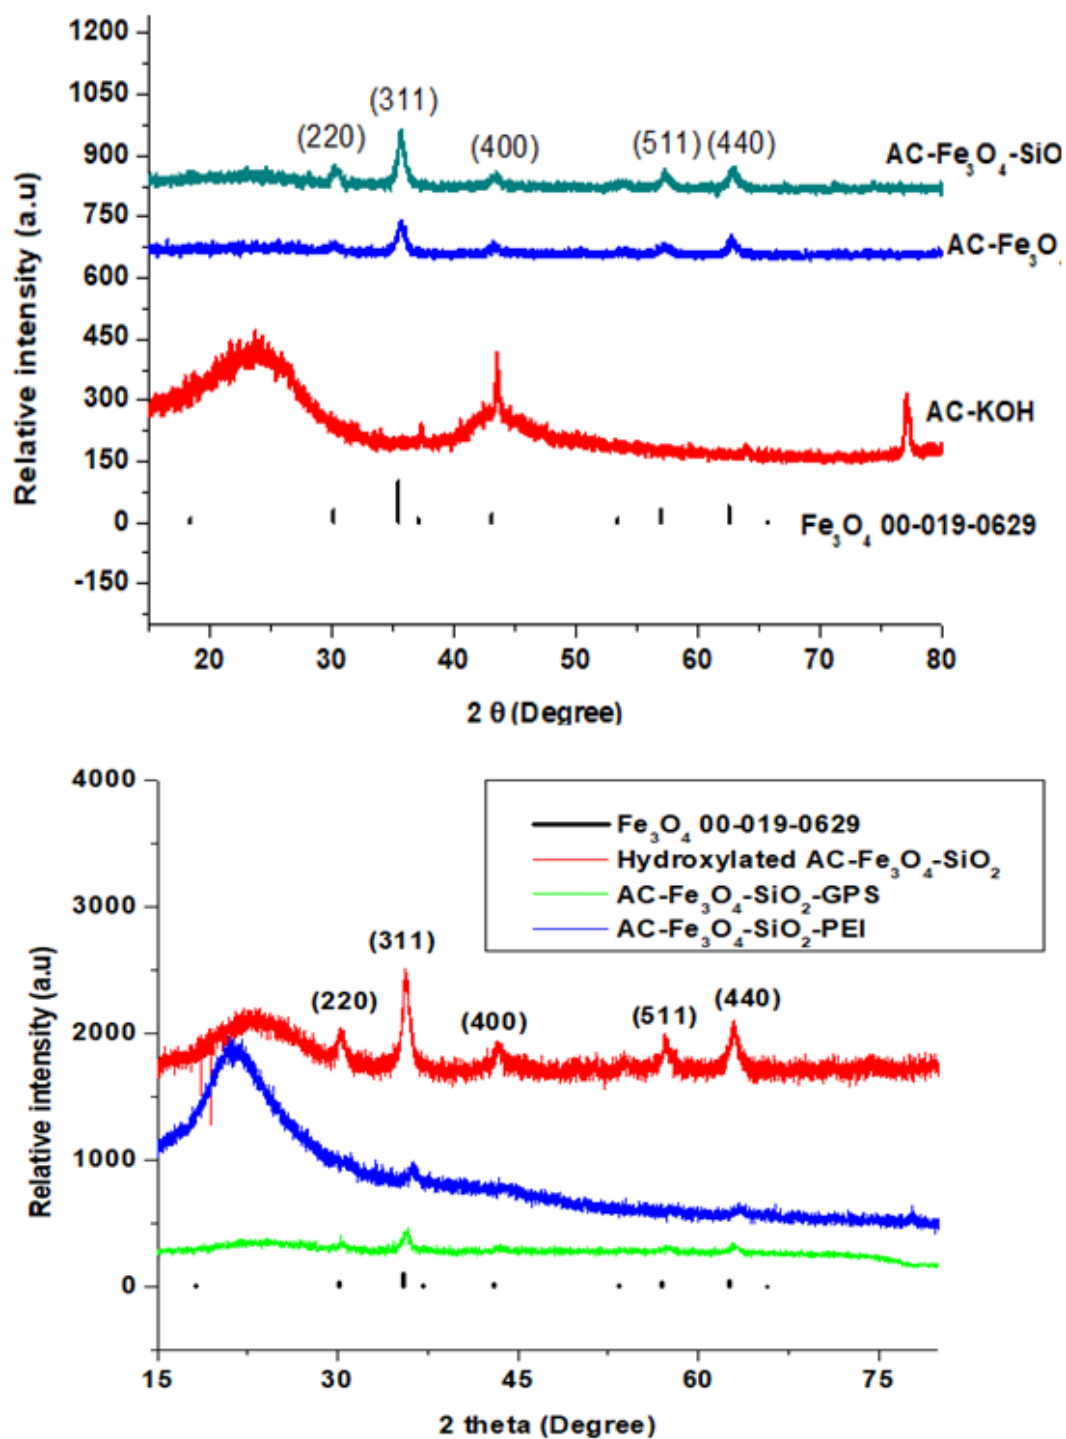 1200
1050
900
750
600
450
300
150
0
-150
Relative intensity (a.u)
(220)
(311)
(400)
(511)
(440)
AC-Fe₃O₄-SiO
AC-Fe₃O
AC-KOH
Fe₃O₄ 00-019-0629
20 30 40 50 60 70 80
2 θ (Degree)
4000
3000
2000
1000
0
Relative intensity (a.u)
Fe₃O₄ 00-019-0629
Hydroxylated AC-Fe₃O₄-SiO₂
AC-Fe₃O₄-SiO₂-GPS
AC-Fe₃O₄-SiO₂-PEI
(220)
(311)
(400)
(511)
(440)
15 30 45 60 75
2 theta (Degree)